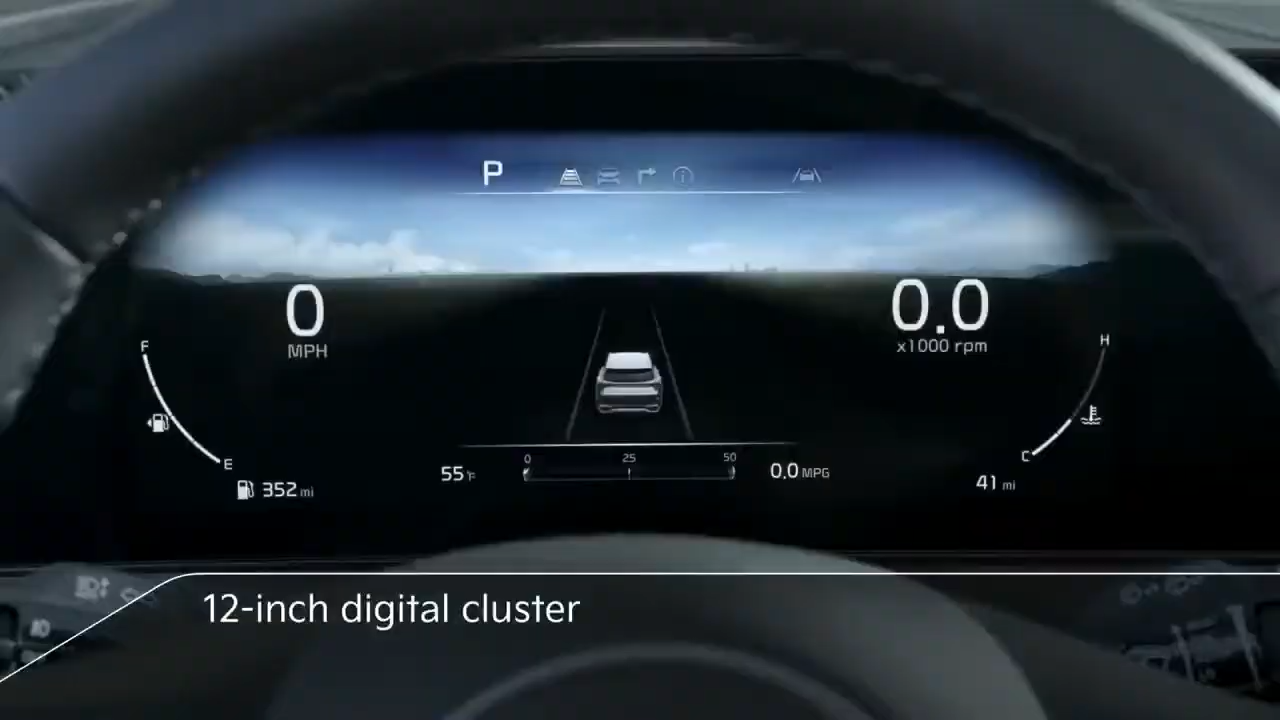 P
0
MPH
0.0
x1000 rpm
F
E
352 mi
55°F
0 25 50
0.0 MPG
H
C
41 mi
12-inch digital cluster